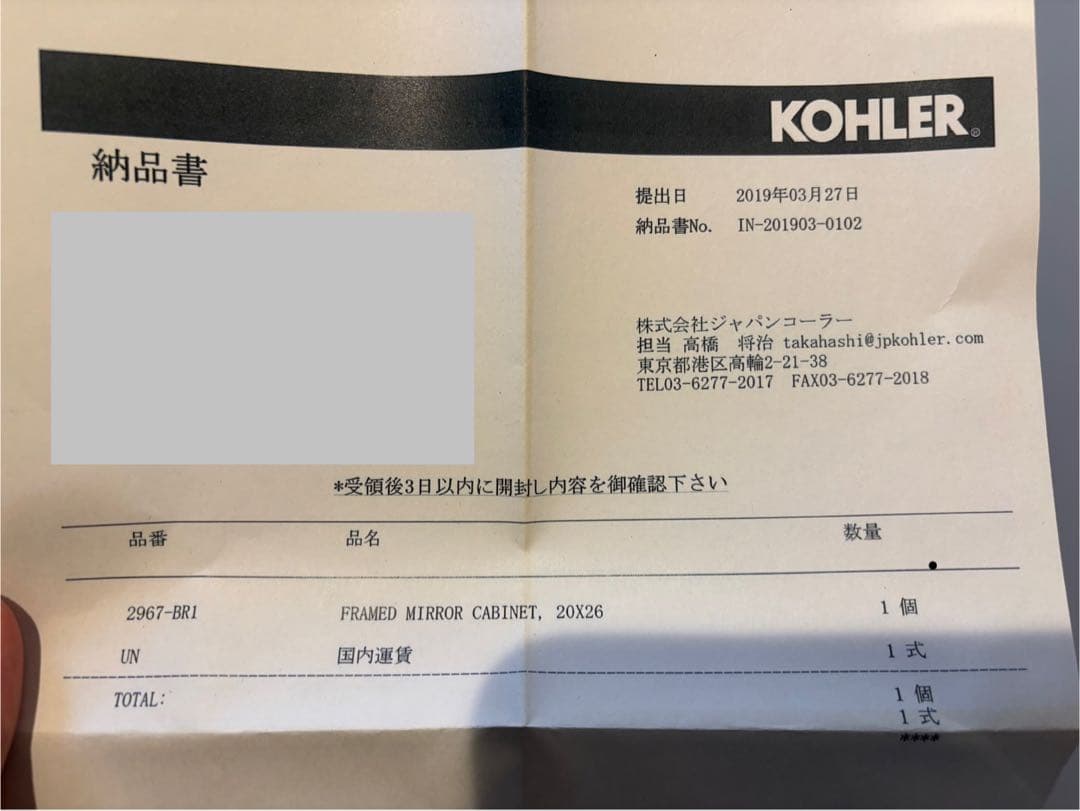 KOHLER®
納品書
提出日 2019年03月27日
納品書No. IN-201903-0102
株式会社ジャパンコーラー
担当 高橋 将治 takahashi@jpkohler.com
東京都港区高輪2-21-38
TEL03-6277-2017 FAX03-6277-2018
*受領後3日以内に開封し内容を御確認下さい
品番 品名 数量
2967-BR1 FRAMED MIRROR CABINET, 20X26 1 個
UN 国内運賃 1 式
TOTAL: 1 個
1 式
****